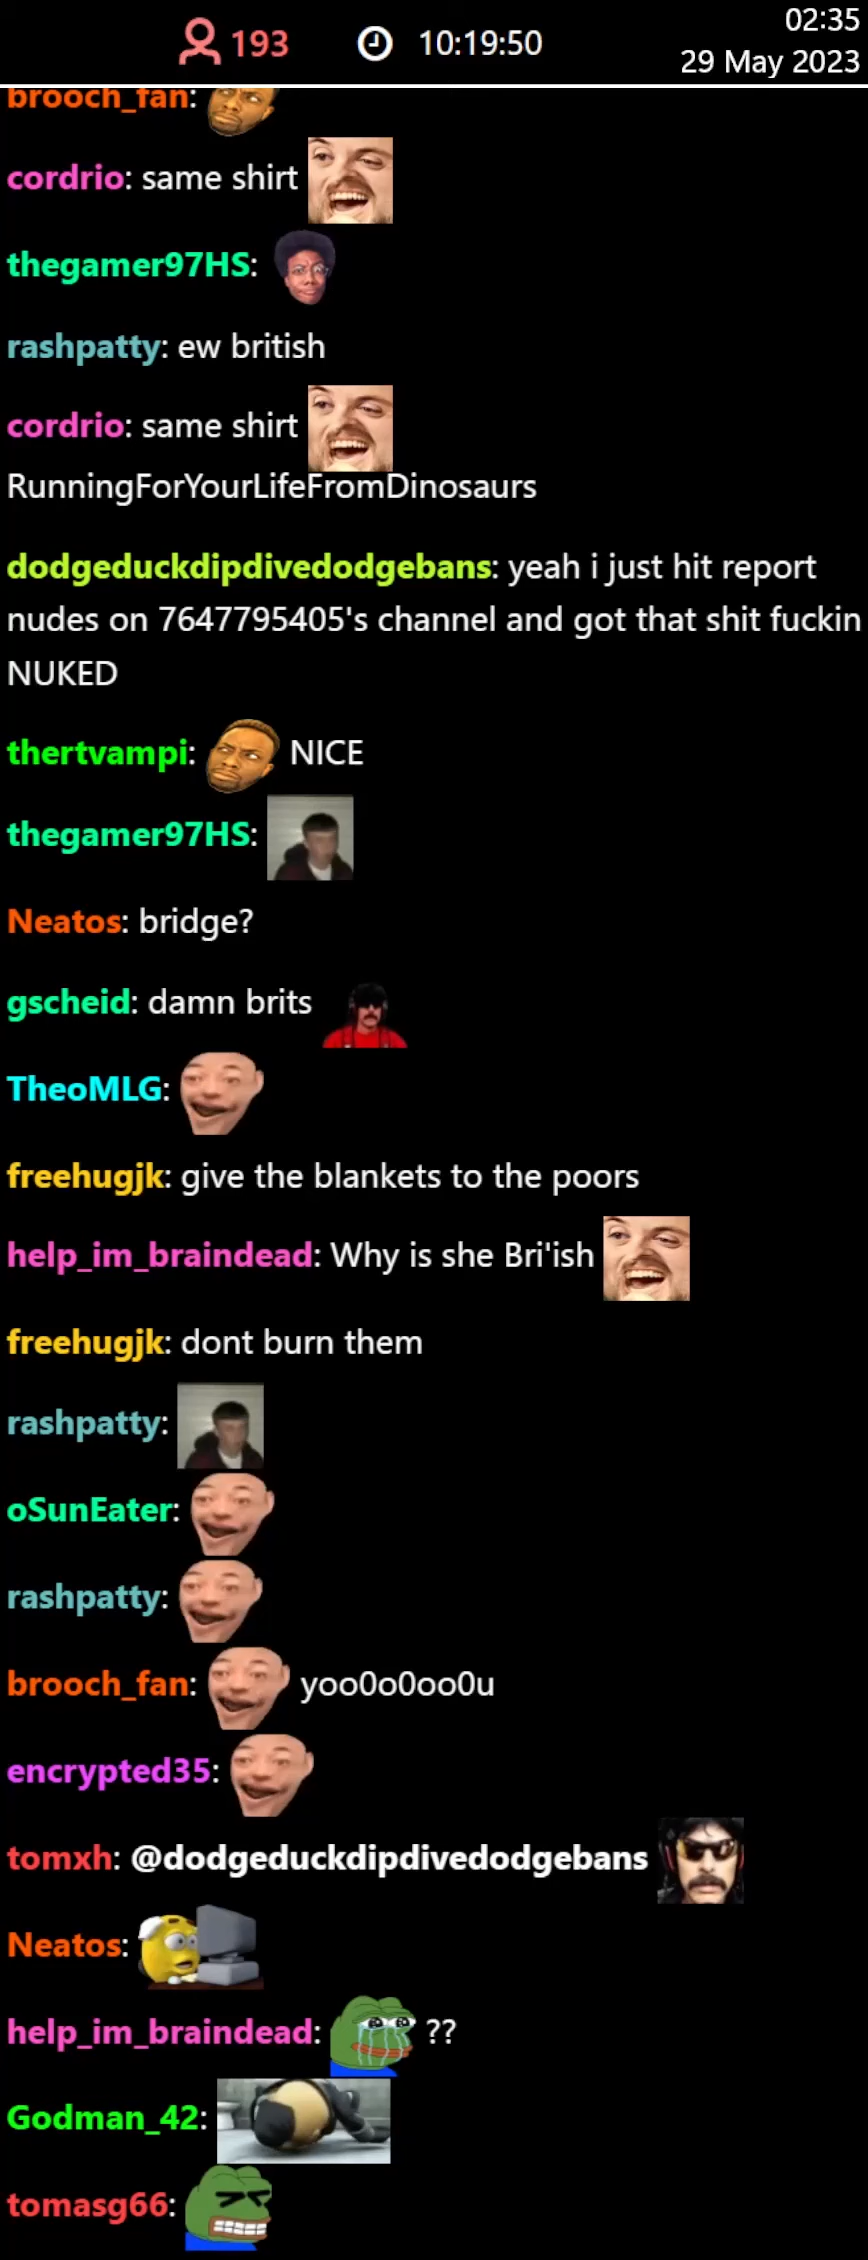 193 10:19:50 02:35
29 May 2023
brooch_fan:
cordrio: same shirt
thegamer97HS:
rashpatty: ew british
cordrio: same shirt
RunningForYourLifeFromDinosaurs
dodgeduckdipdivedodgebans: yeah i just hit report
nudes on 7647795405's channel and got that shit fuckin
NUKED
thertvampi: NICE
thegamer97HS:
Neatos: bridge?
gscheid: damn brits
TheoMLG:
freehugjk: give the blankets to the poors
help_im_braindead: Why is she Bri'ish
freehugjk: dont burn them
rashpatty:
oSunEater:
rashpatty:
brooch_fan: yoo0o0oo0u
encrypted35:
tomxh: @dodgeduckdipdivedodgebans
Neatos:
help_im_braindead: ??
Godman_42:
tomasg66: